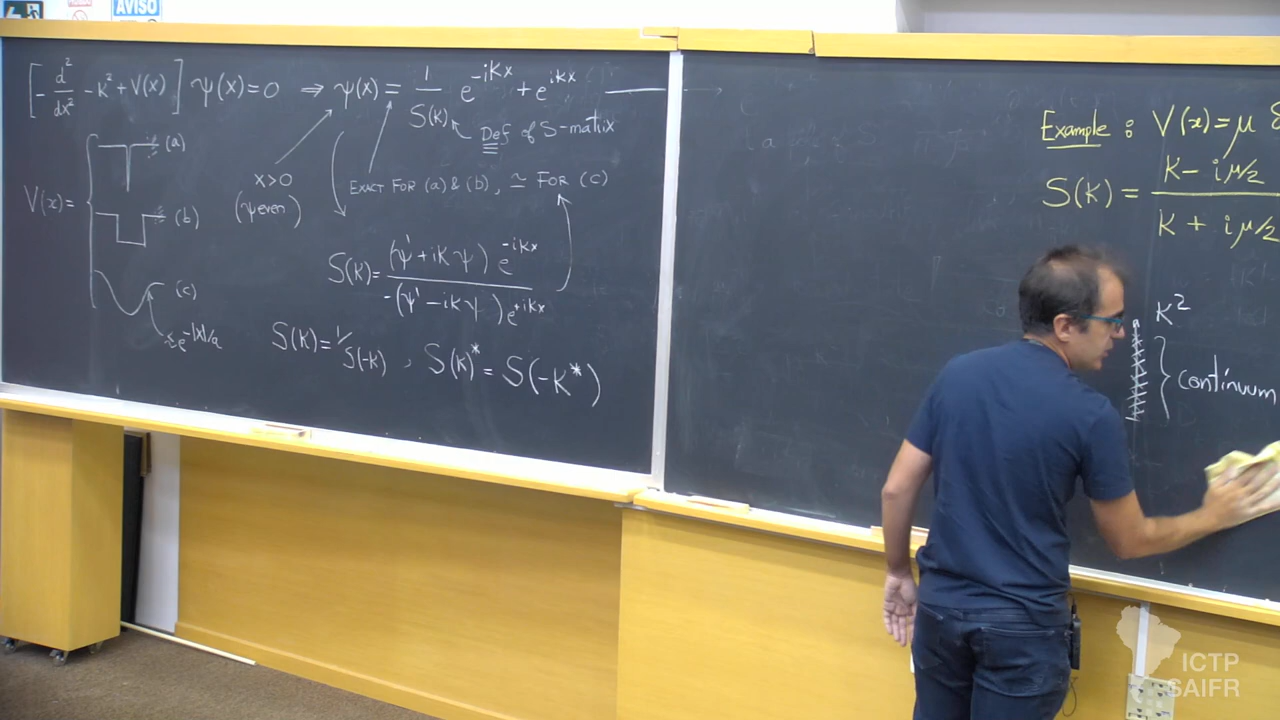 AVISO
[-d²/dx² - K² + V(x)] ψ(x)=0 ⇒ ψ(x) = 1/S(K) e^{-iKx} + e^{iKx}
Def of S-matrix
x>0
(ψ even)
EXACT FOR (a) & (b), ≃ FOR (c)
V(x)= {
(a)
(b)
(c)
≃e^{-|x|/a}
S(K)= (ψ'+iKψ) e^{-iKx} / -(ψ'-iKψ) e^{+iKx}
S(K)=1/S(-K) , S(K)* = S(-K*)
Example : V(x)=μ δ
S(K) = K - iμ/2 / K + iμ/2
K²
} continuum
ICTP
SAIFR